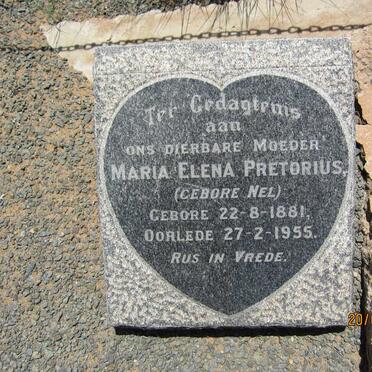 Ter Gedagtenis
aan
ONS DIERBARE MOEDER
MARIA ELENA PRETORIUS,
(GEBORE NEL)
GEBORE 22-8-1881,
OORLEDE 27-2-1955.
RUS IN VREDE.
20/